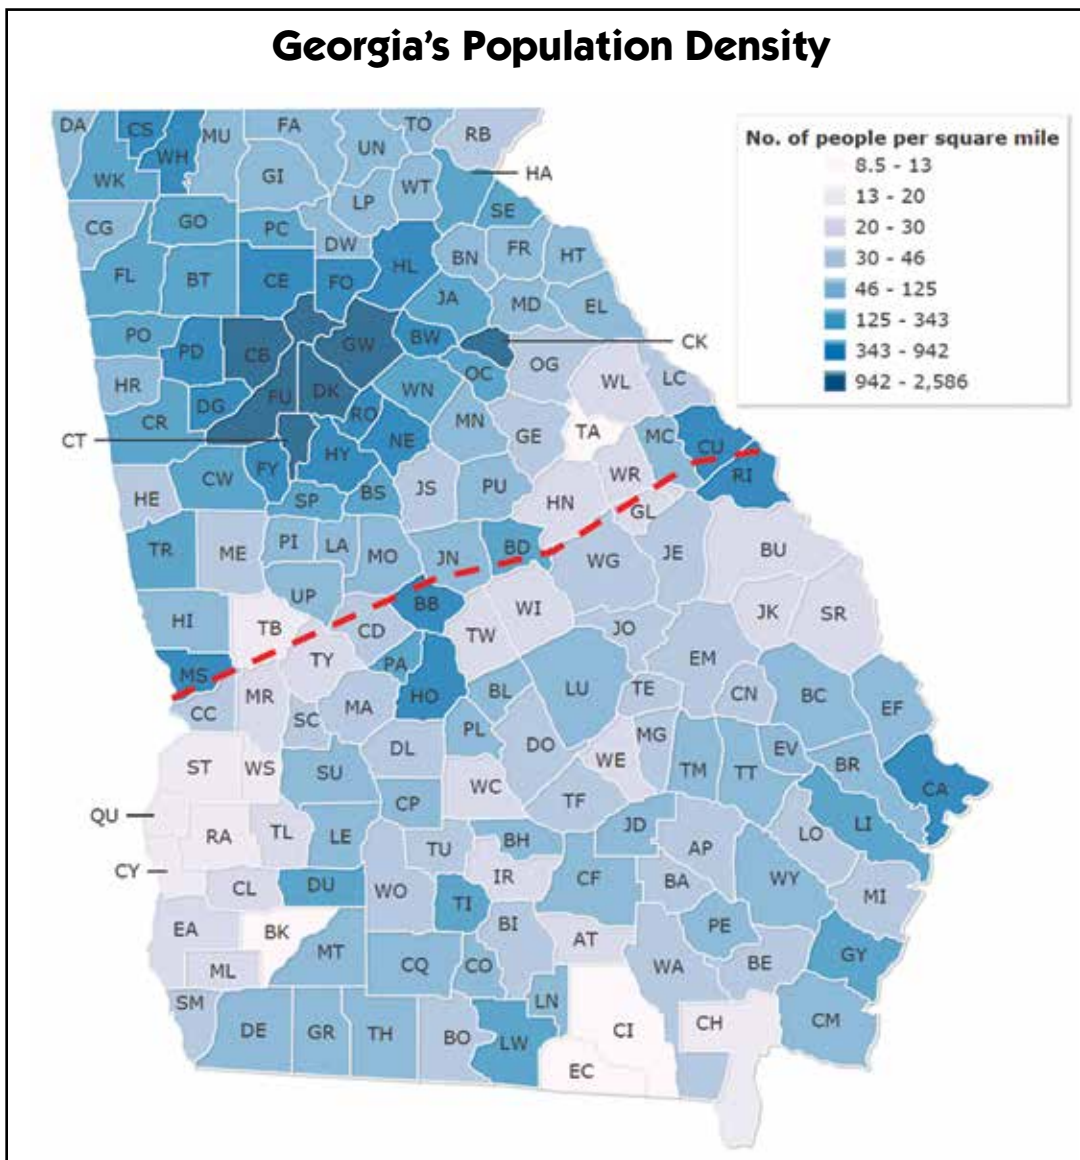 Georgia's Population Density
No. of people per square mile
8.5 - 13
13 - 20
20 - 30
30 - 46
46 - 125
125 - 343
343 - 942
942 - 2,586
DA CS WH MU FA UN TO RB
HA
WK GI LP WT
CG GO PC DW SE
FL BT CE FO HL BN FR HT
JA MD EL
PO PD CB GW BW CK
HR DG FU DK RO OC WN OG WL LC
CR CT HY NE MN GE TA MC CU
FY RI
HE CW SP BS JS PU HN WR GL
TR ME PI LA MO JN BD WG JE BU
HI TB UP CD BB TW WI JO JK SR
MS TY PA EM
CC MR SC MA HO BL LU TE CN BC EF
ST WS SU DL PL DO WE MG TM TT EV BR CA
QU CP WC TF
RA TL LE TU BH JD AP LO LI
CY CL DU WO TI IR CF BA WY MI
EA BK BI AT PE
ML MT CQ CO WA BE GY
SM DE GR TH BO LW LN CI CH CM
EC